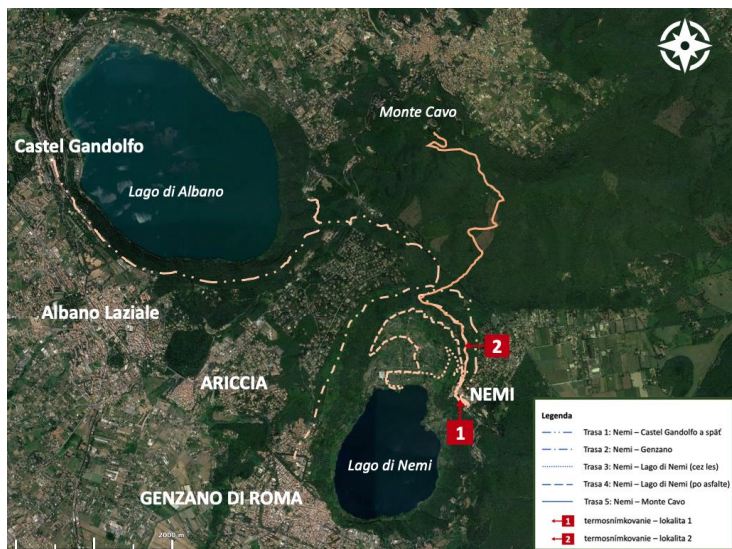 Monte Cavo
Castel Gandolfo
Lago di Albano
Albano Laziale
ARICCIA
2
NEMI
1
Lago di Nemi
GENZANO DI ROMA
2000 m
Legenda
Trasa 1: Nemi – Castel Gandolfo a späť
Trasa 2: Nemi – Genzano
Trasa 3: Nemi – Lago di Nemi (cez les)
Trasa 4: Nemi – Lago di Nemi (po asfalte)
Trasa 5: Nemi – Monte Cavo
1 termosnímkovanie – lokalita 1
2 termosnímkovanie – lokalita 2